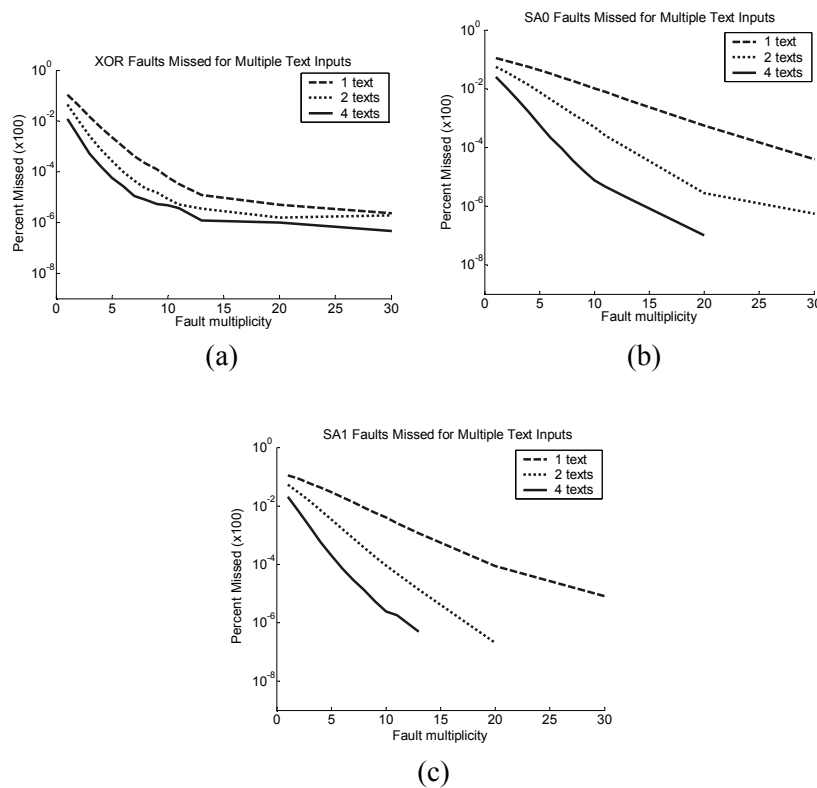 XOR Faults Missed for Multiple Text Inputs
1 text
2 texts
4 texts
10^0
10^-2
10^-4
10^-6
10^-8
Percent Missed (x100)
0 5 10 15 20 25 30
Fault multiplicity
(a)
SA0 Faults Missed for Multiple Text Inputs
1 text
2 texts
4 texts
10^0
10^-2
10^-4
10^-6
10^-8
Percent Missed (x100)
0 5 10 15 20 25 30
Fault multiplicity
(b)
SA1 Faults Missed for Multiple Text Inputs
1 text
2 texts
4 texts
10^0
10^-2
10^-4
10^-6
10^-8
Percent Missed (x100)
0 5 10 15 20 25 30
Fault multiplicity
(c)